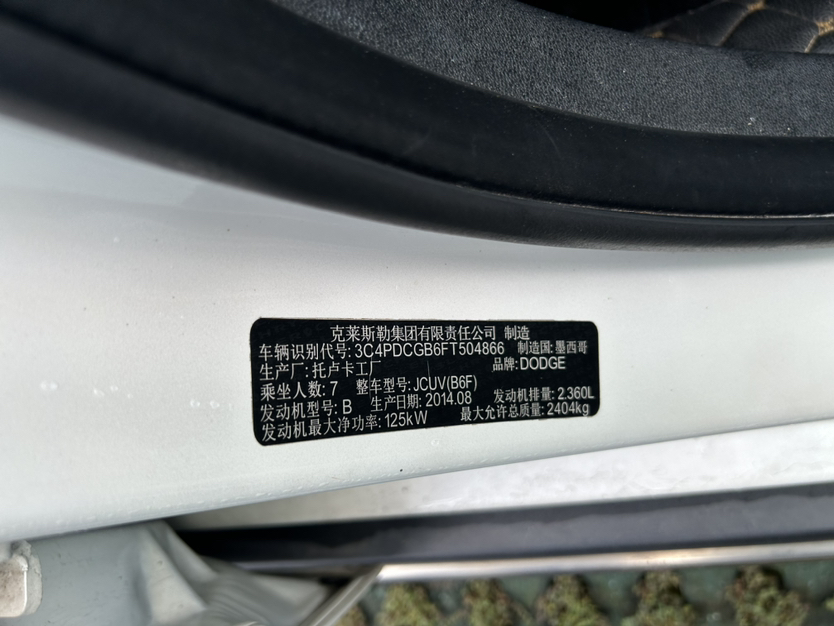 克莱斯勒集团有限责任公司 制造
车辆识别代号: 3C4PDCGB6FT504866 制造国: 墨西哥
生产厂: 托卢卡工厂 品牌: DODGE
乘坐人数: 7 整车型号: JCUV(B6F)
发动机型号: B 生产日期: 2014.08 发动机排量: 2.360L
发动机最大净功率: 125kW 最大允许总质量: 2404kg